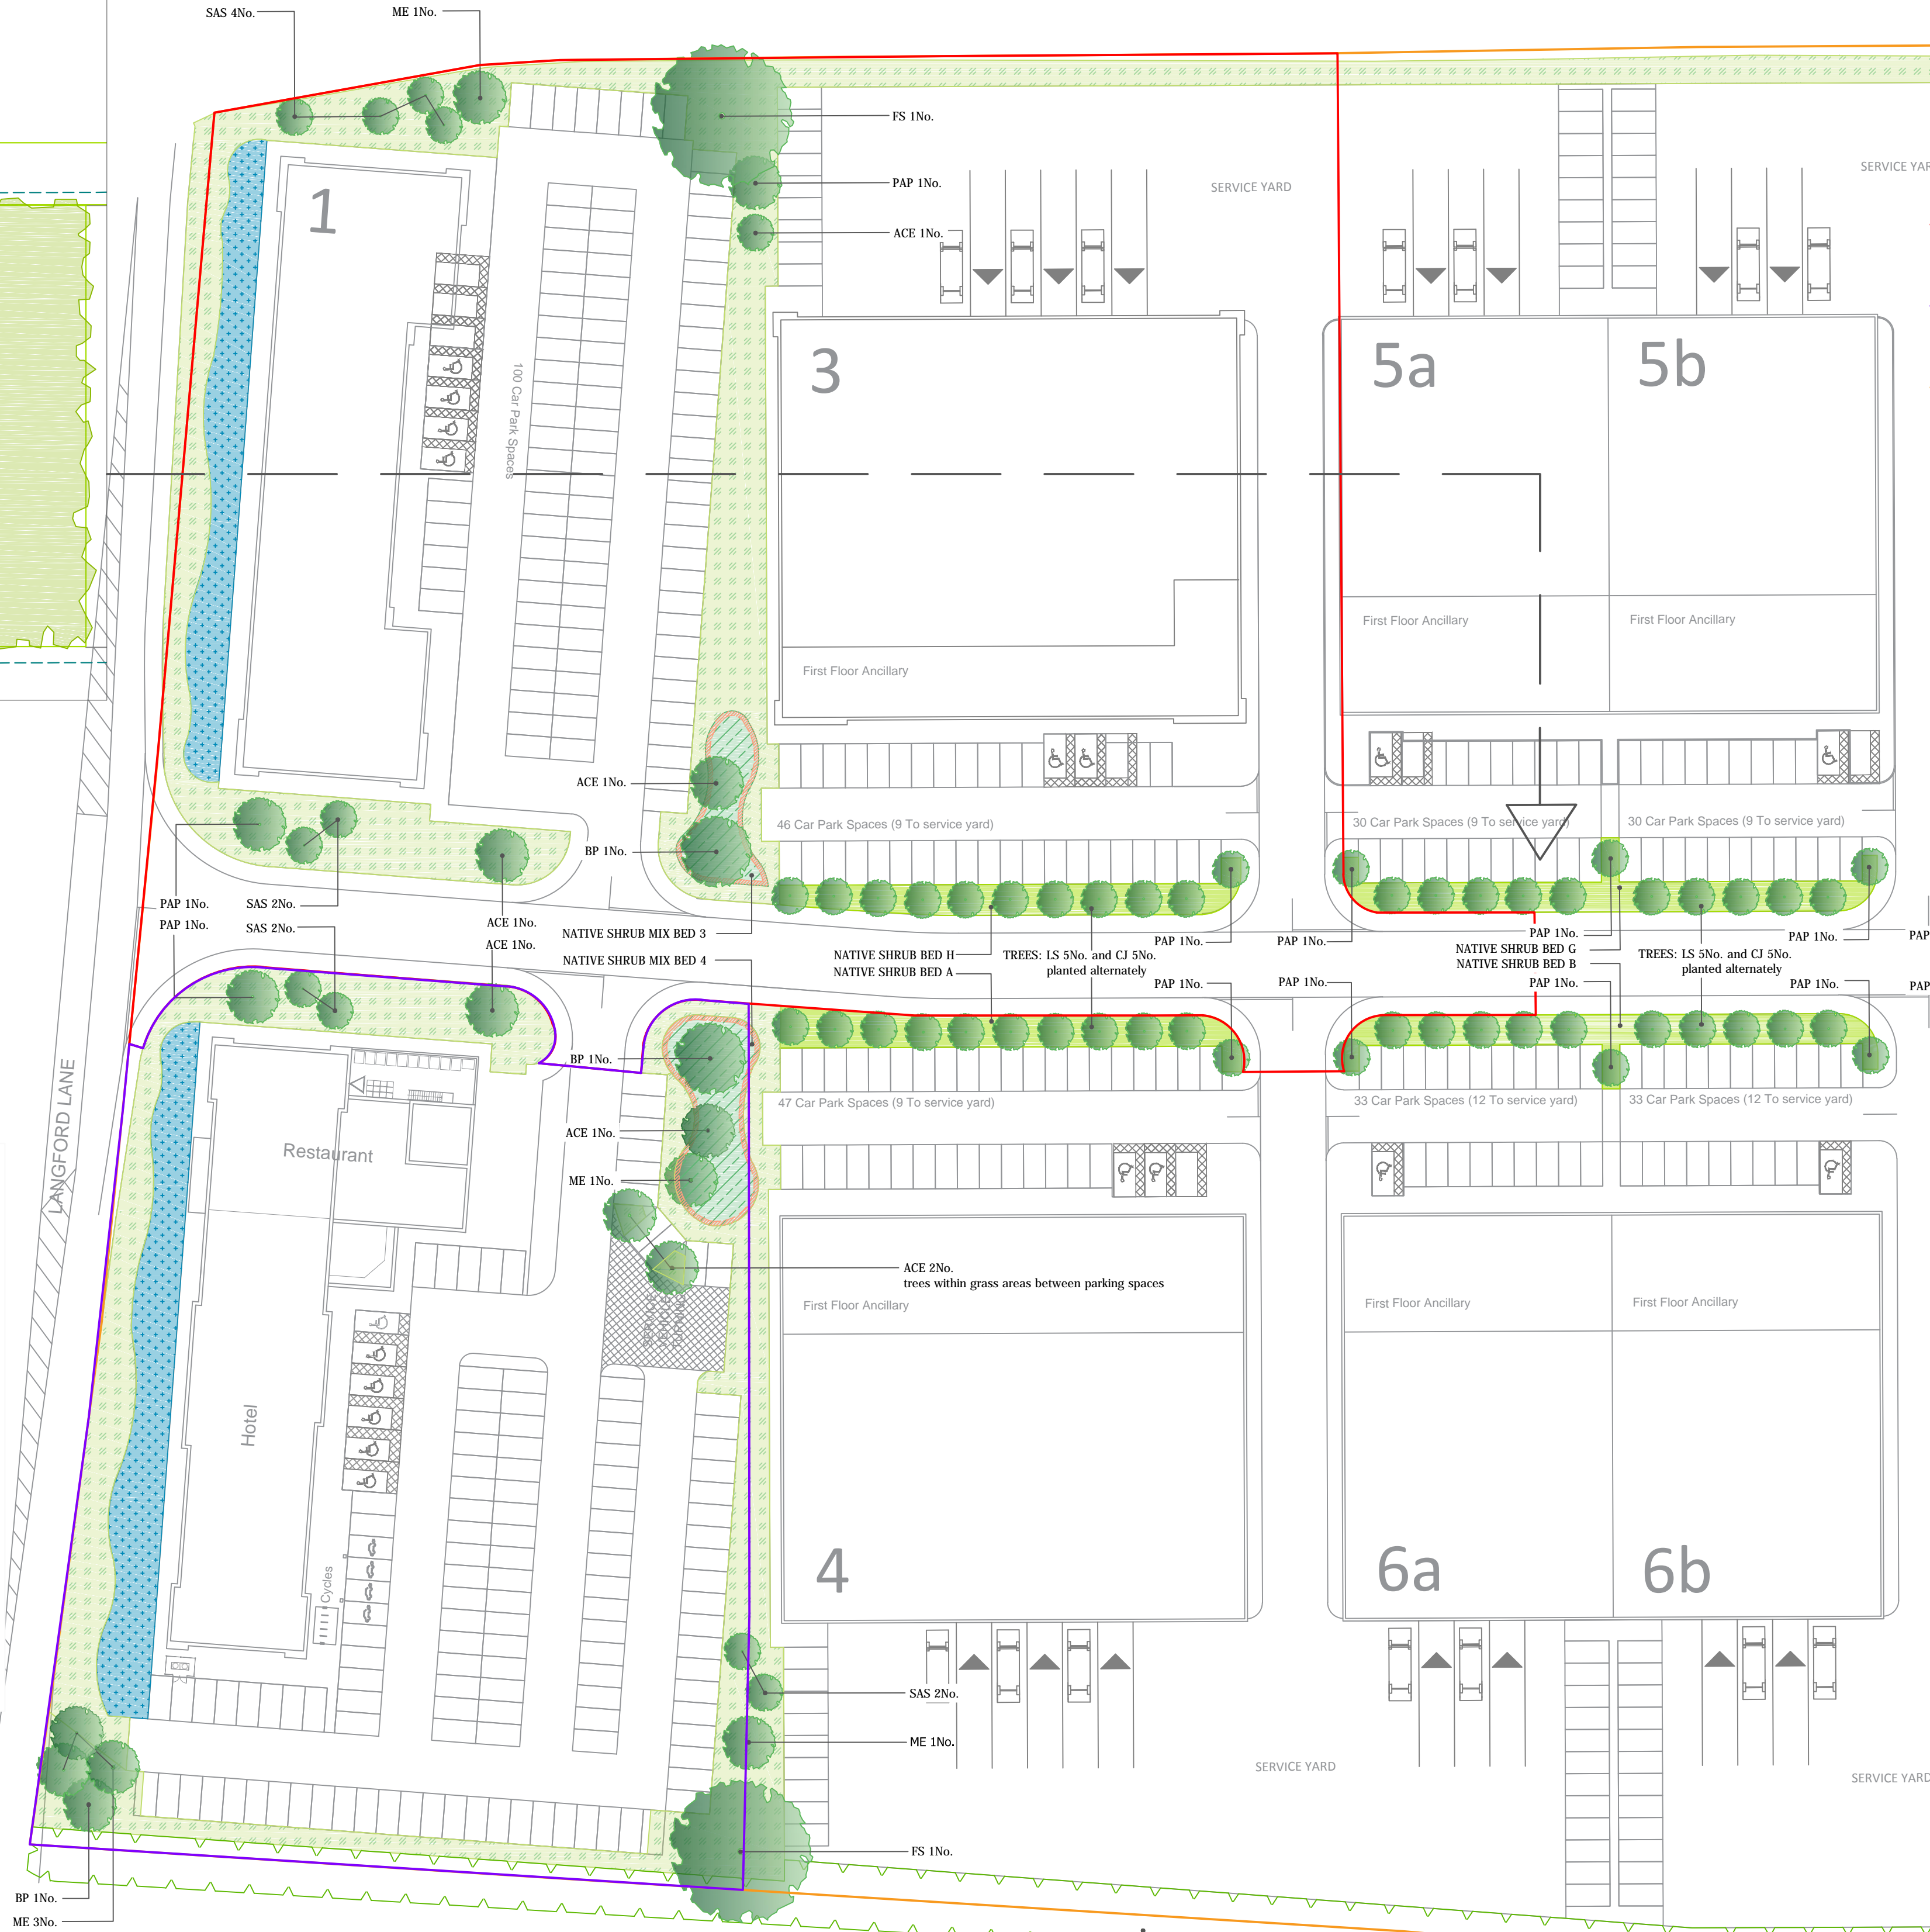 SAS 4No.
ME 1No.
FS 1No.
PAP 1No.
ACE 1No.
SERVICE YARD
SERVICE YAR
1
3
5a
5b
100 Car Park Spaces
First Floor Ancillary
First Floor Ancillary
First Floor Ancillary
ACE 1No.
BP 1No.
46 Car Park Spaces (9 To service yard)
30 Car Park Spaces (9 To service yard)
30 Car Park Spaces (9 To service yard)
PAP 1No.
SAS 2No.
ACE 1No.
NATIVE SHRUB MIX BED 3
NATIVE SHRUB BED H
TREES: LS 5No. and CJ 5No.
planted alternately
PAP 1No.
PAP 1No.
PAP 1No.
NATIVE SHRUB BED G
TREES: LS 5No. and CJ 5No.
planted alternately
PAP 1No.
PAP
PAP 1No.
SAS 2No.
ACE 1No.
NATIVE SHRUB MIX BED 4
NATIVE SHRUB BED A
PAP 1No.
PAP 1No.
NATIVE SHRUB BED B
PAP 1No.
PAP 1No.
PAP
BP 1No.
ACE 1No.
ME 1No.
47 Car Park Spaces (9 To service yard)
33 Car Park Spaces (12 To service yard)
33 Car Park Spaces (12 To service yard)
LANGFORD LANE
Restaurant
Hotel
Cycles
SERVICE
VEHICLE
TURNING
ACE 2No.
trees within grass areas between parking spaces
First Floor Ancillary
First Floor Ancillary
First Floor Ancillary
4
6a
6b
SAS 2No.
ME 1No.
SERVICE YARD
SERVICE YARD
FS 1No.
BP 1No.
ME 3No.